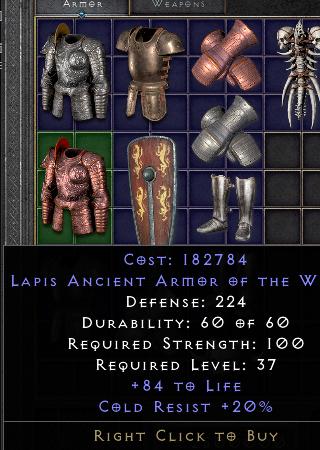 Armor Weapons
Cost: 182784
Lapis Ancient Armor of the W
Defense: 224
Durability: 60 of 60
Required Strength: 100
Required Level: 37
+84 to Life
Cold Resist +20%
Right Click to Buy